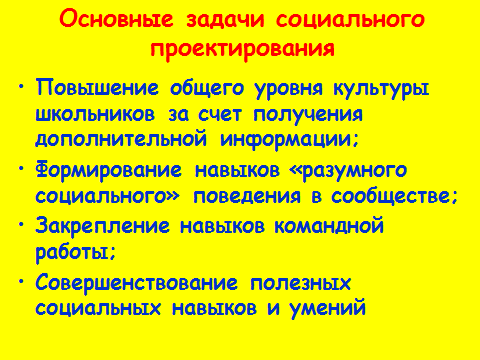 Основные задачи социального
проектирования
• Повышение общего уровня культуры
школьников за счет получения
дополнительной информации;
• Формирование навыков «разумного
социального» поведения в сообществе;
• Закрепление навыков командной
работы;
• Совершенствование полезных
социальных навыков и умений